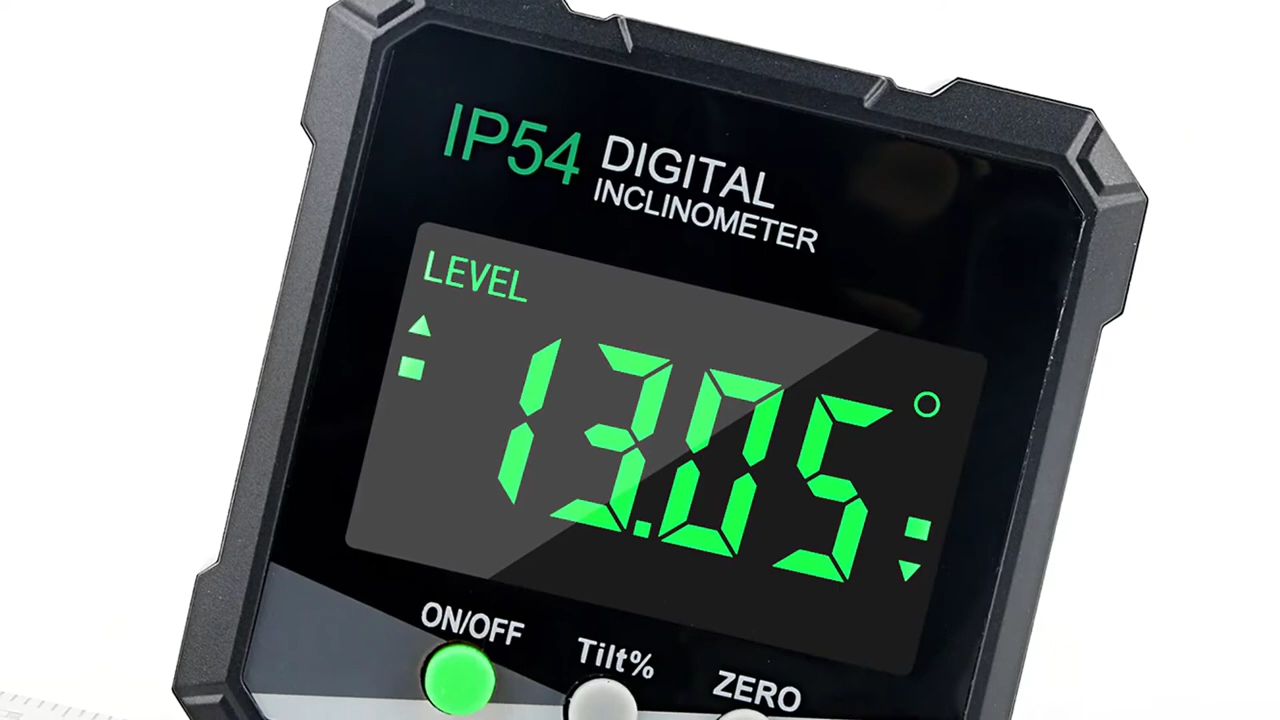 IP54 DIGITAL
INCLINOMETER
LEVEL
13.05°
ON/OFF
Tilt%
ZERO